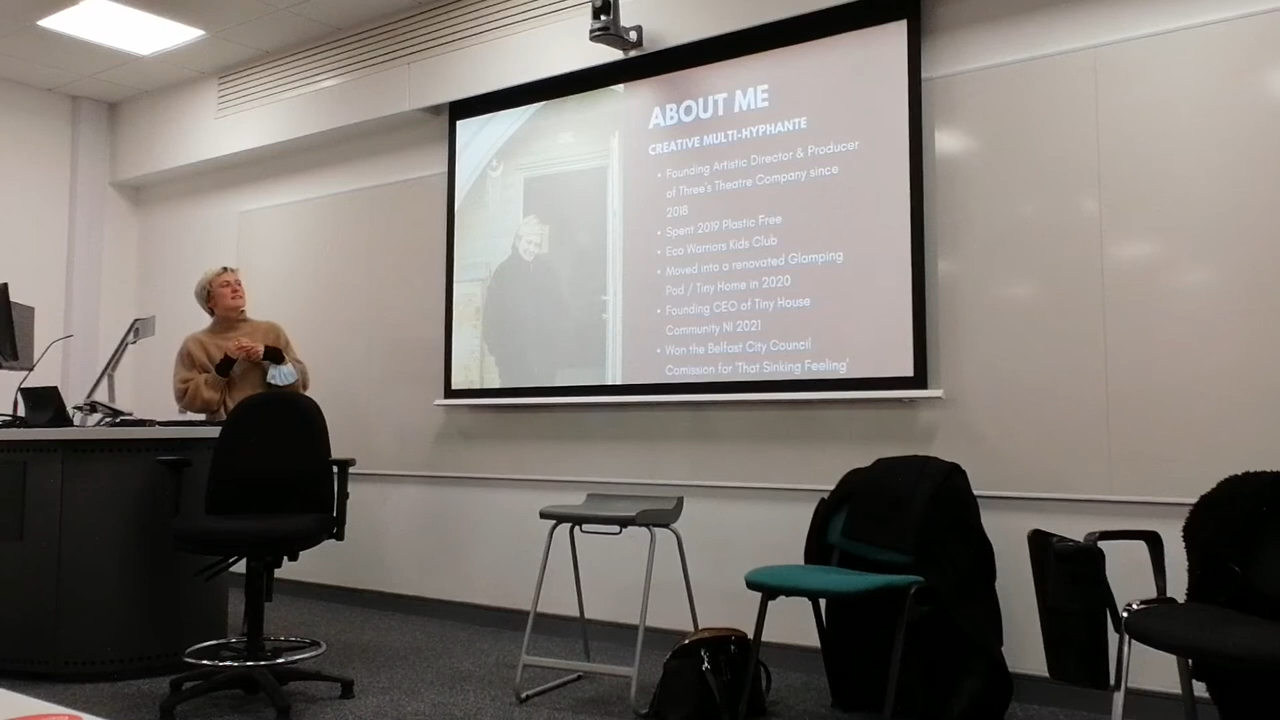 ABOUT ME
CREATIVE MULTI-HYPHANTE
• Founding Artistic Director & Producer
of Three's Theatre Company since
2018
• Spent 2019 Plastic Free
• Eco Warriors Kids Club
• Moved into a renovated Glamping
Pod / Tiny Home in 2020
• Founding CEO of Tiny House
Community NI 2021
• Won the Belfast City Council
Comission for 'That Sinking Feeling'